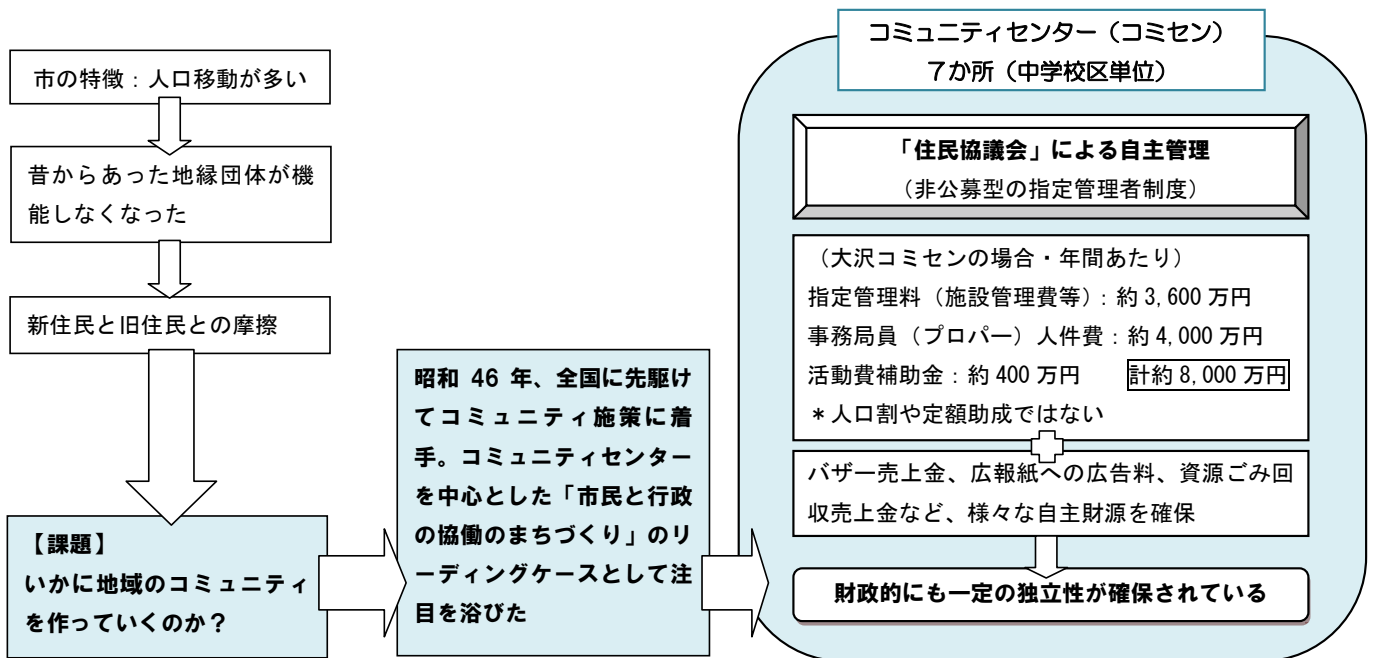 市の特徴：人口移動が多い
昔からあった地縁団体が機
能しなくなった
新住民と旧住民との摩擦
【課題】
いかに地域のコミュニティ
を作っていくのか？
昭和 46 年、全国に先駆け
てコミュニティ施策に着
手。コミュニティセンター
を中心とした「市民と行政
の協働のまちづくり」のリ
ーディングケースとして注
目を浴びた
コミュニティセンター（コミセン）
７か所（中学校区単位）
「住民協議会」による自主管理
（非公募型の指定管理者制度）
（大沢コミセンの場合・年間あたり）
指定管理料（施設管理費等）：約 3,600 万円
事務局員（プロパー）人件費：約 4,000 万円
活動費補助金：約 400 万円　計約 8,000 万円
＊人口割や定額助成ではない
バザー売上金、広報紙への広告料、資源ごみ回
収売上金など、様々な自主財源を確保
財政的にも一定の独立性が確保されている